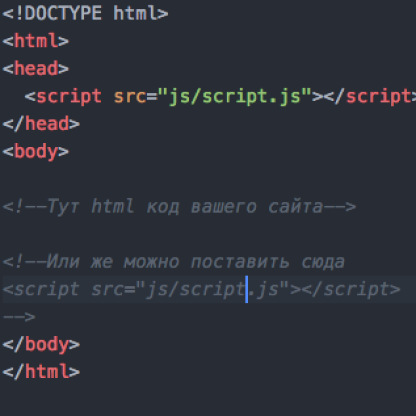 <!DOCTYPE html>
<html>
<head>
<script src="js/script.js"></script>
</head>
<body>
<!--Тут html код вашего сайта-->
<!--Или же можно поставить сюда
<script src="js/script.js"></script>
-->
</body>
</html>